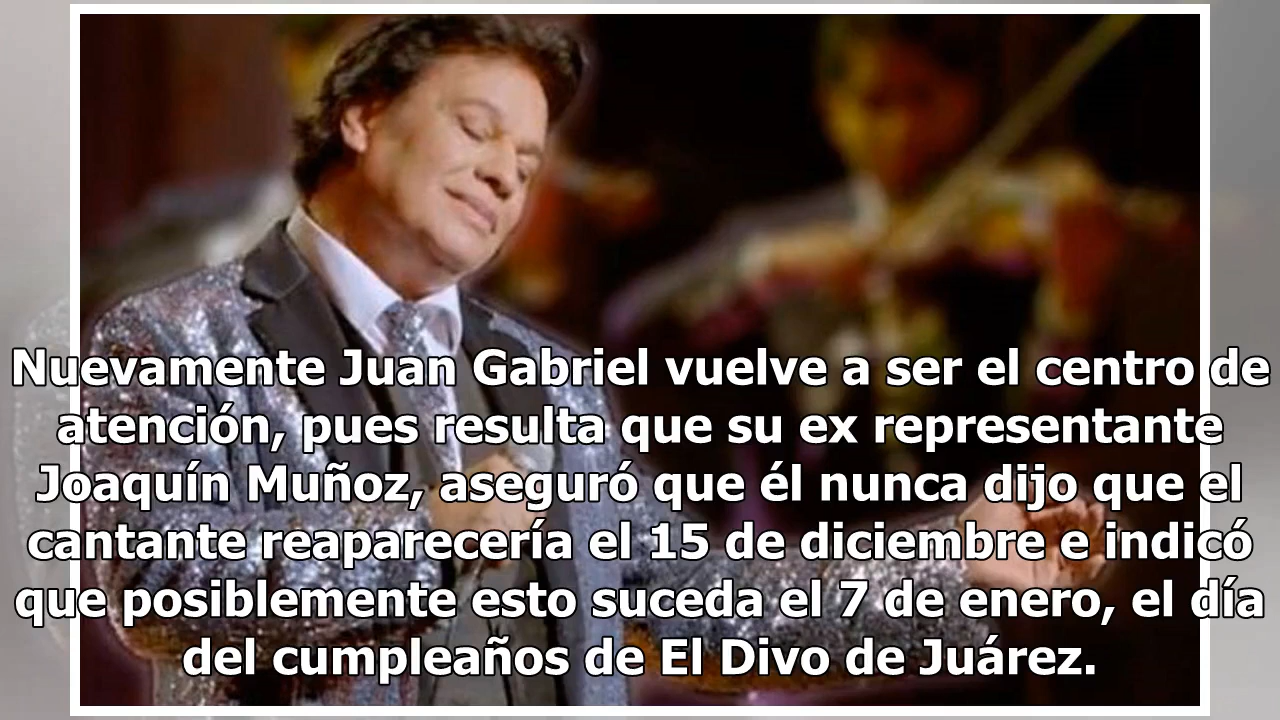 Nuevamente Juan Gabriel vuelve a ser el centro de
atención, pues resulta que su ex representante
Joaquín Muñoz, aseguró que él nunca dijo que el
cantante reaparecería el 15 de diciembre e indicó
que posiblemente esto suceda el 7 de enero, el día
del cumpleaños de El Divo de Juárez.